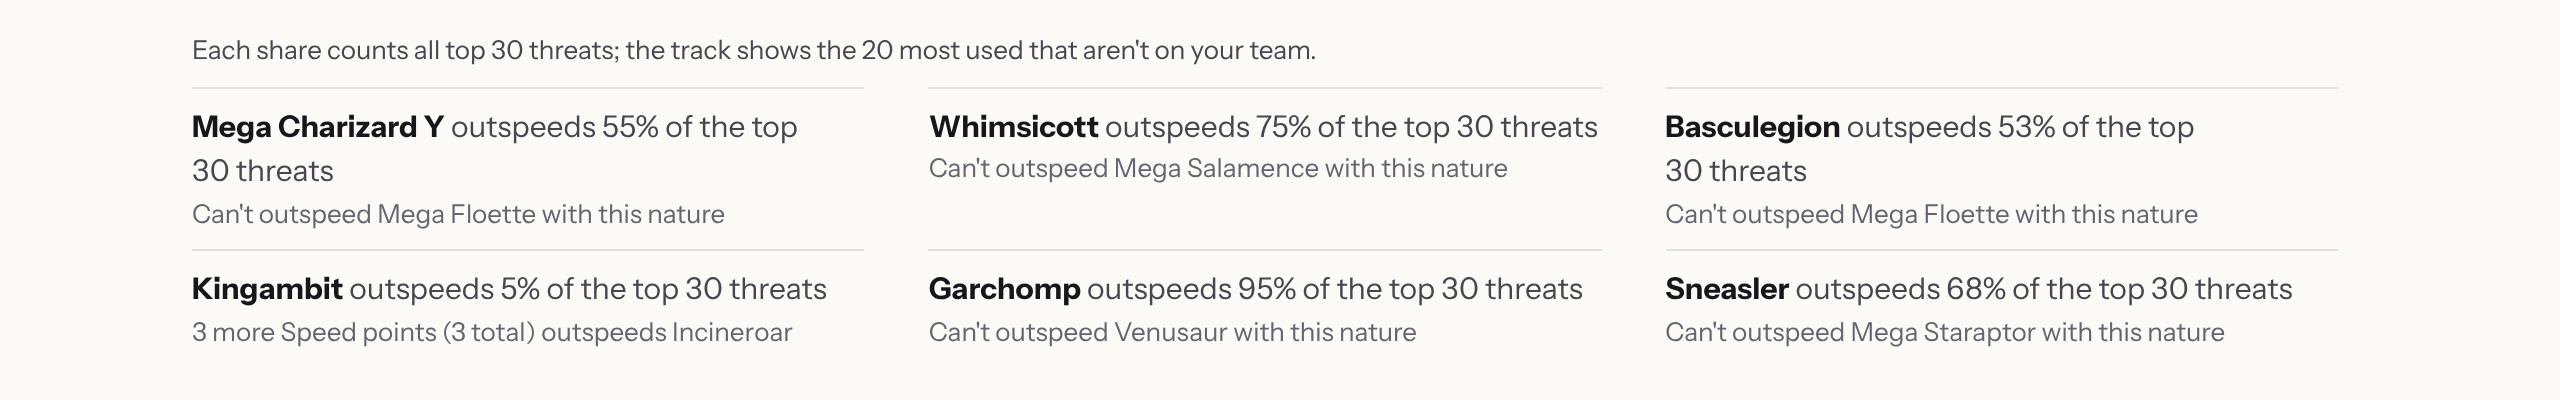 Each share counts all top 30 threats; the track shows the 20 most used that aren't on your team.
Mega Charizard Y outspeeds 55% of the top
30 threats
Can't outspeed Mega Floette with this nature
Whimsicott outspeeds 75% of the top 30 threats
Can't outspeed Mega Salamence with this nature
Basculegion outspeeds 53% of the top
30 threats
Can't outspeed Mega Floette with this nature
Kingambit outspeeds 5% of the top 30 threats
3 more Speed points (3 total) outspeeds Incineroar
Garchomp outspeeds 95% of the top 30 threats
Can't outspeed Venusaur with this nature
Sneasler outspeeds 68% of the top 30 threats
Can't outspeed Mega Staraptor with this nature